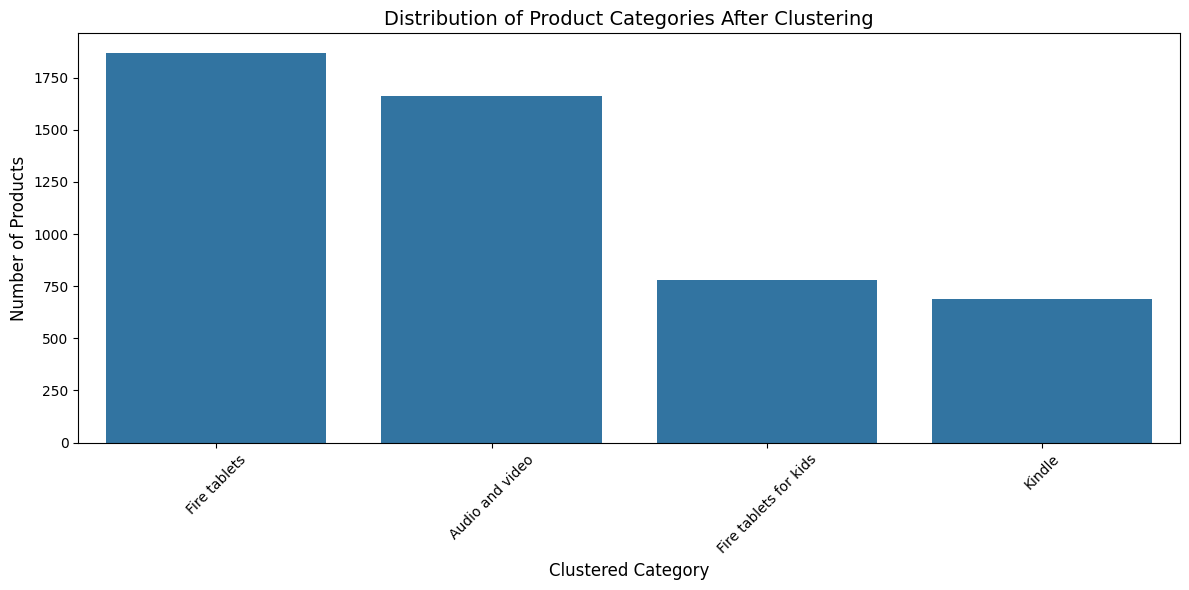 Distribution of Product Categories After Clustering
Number of Products
1750
1500
1250
1000
750
500
250
0
Fire tablets
Audio and video
Fire tablets for kids
Kindle
Clustered Category